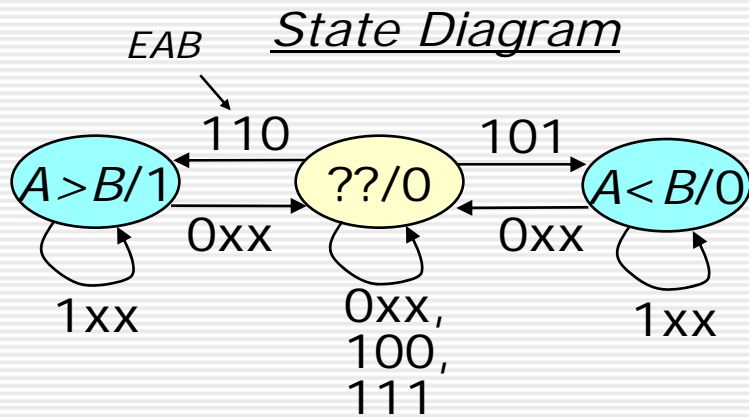 State Diagram
EAB
110
101
A>B/1
??/0
A<B/0
0xx
0xx
1xx
0xx,
100,
111
1xx